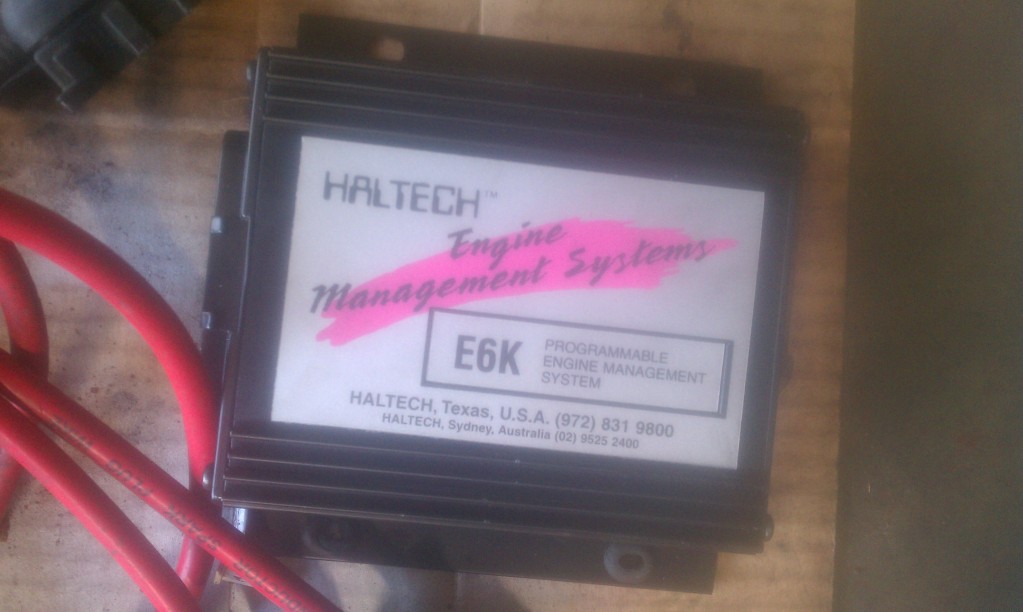 HALTECH™
Engine
Management Systems
E6K
PROGRAMMABLE
ENGINE MANAGEMENT
SYSTEM
HALTECH, Texas, U.S.A. (972) 831 9800
HALTECH, Sydney, Australia (02) 9525 2400